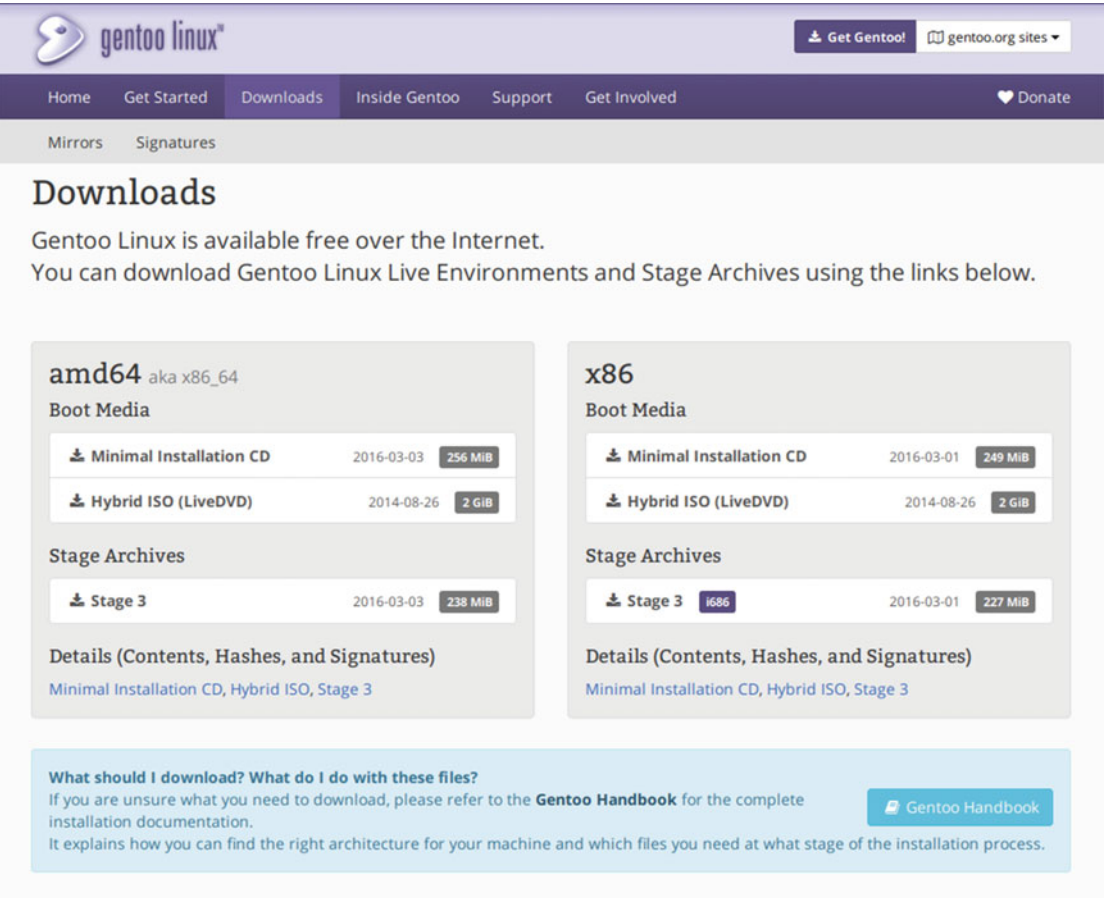 gentoo linux™
Get Gentoo! gentoo.org sites
Home Get Started Downloads Inside Gentoo Support Get Involved Donate
Mirrors Signatures
Downloads
Gentoo Linux is available free over the Internet.
You can download Gentoo Linux Live Environments and Stage Archives using the links below.
amd64 aka x86_64
Boot Media
Minimal Installation CD 2016-03-03 256 MiB
Hybrid ISO (LiveDVD) 2014-08-26 2 GiB
Stage Archives
Stage 3 2016-03-03 238 MiB
Details (Contents, Hashes, and Signatures)
Minimal Installation CD, Hybrid ISO, Stage 3
x86
Boot Media
Minimal Installation CD 2016-03-01 249 MiB
Hybrid ISO (LiveDVD) 2014-08-26 2 GiB
Stage Archives
Stage 3 i686 2016-03-01 227 MiB
Details (Contents, Hashes, and Signatures)
Minimal Installation CD, Hybrid ISO, Stage 3
What should I download? What do I do with these files?
If you are unsure what you need to download, please refer to the Gentoo Handbook for the complete
installation documentation.
It explains how you can find the right architecture for your machine and which files you need at what stage of the installation process.
Gentoo Handbook